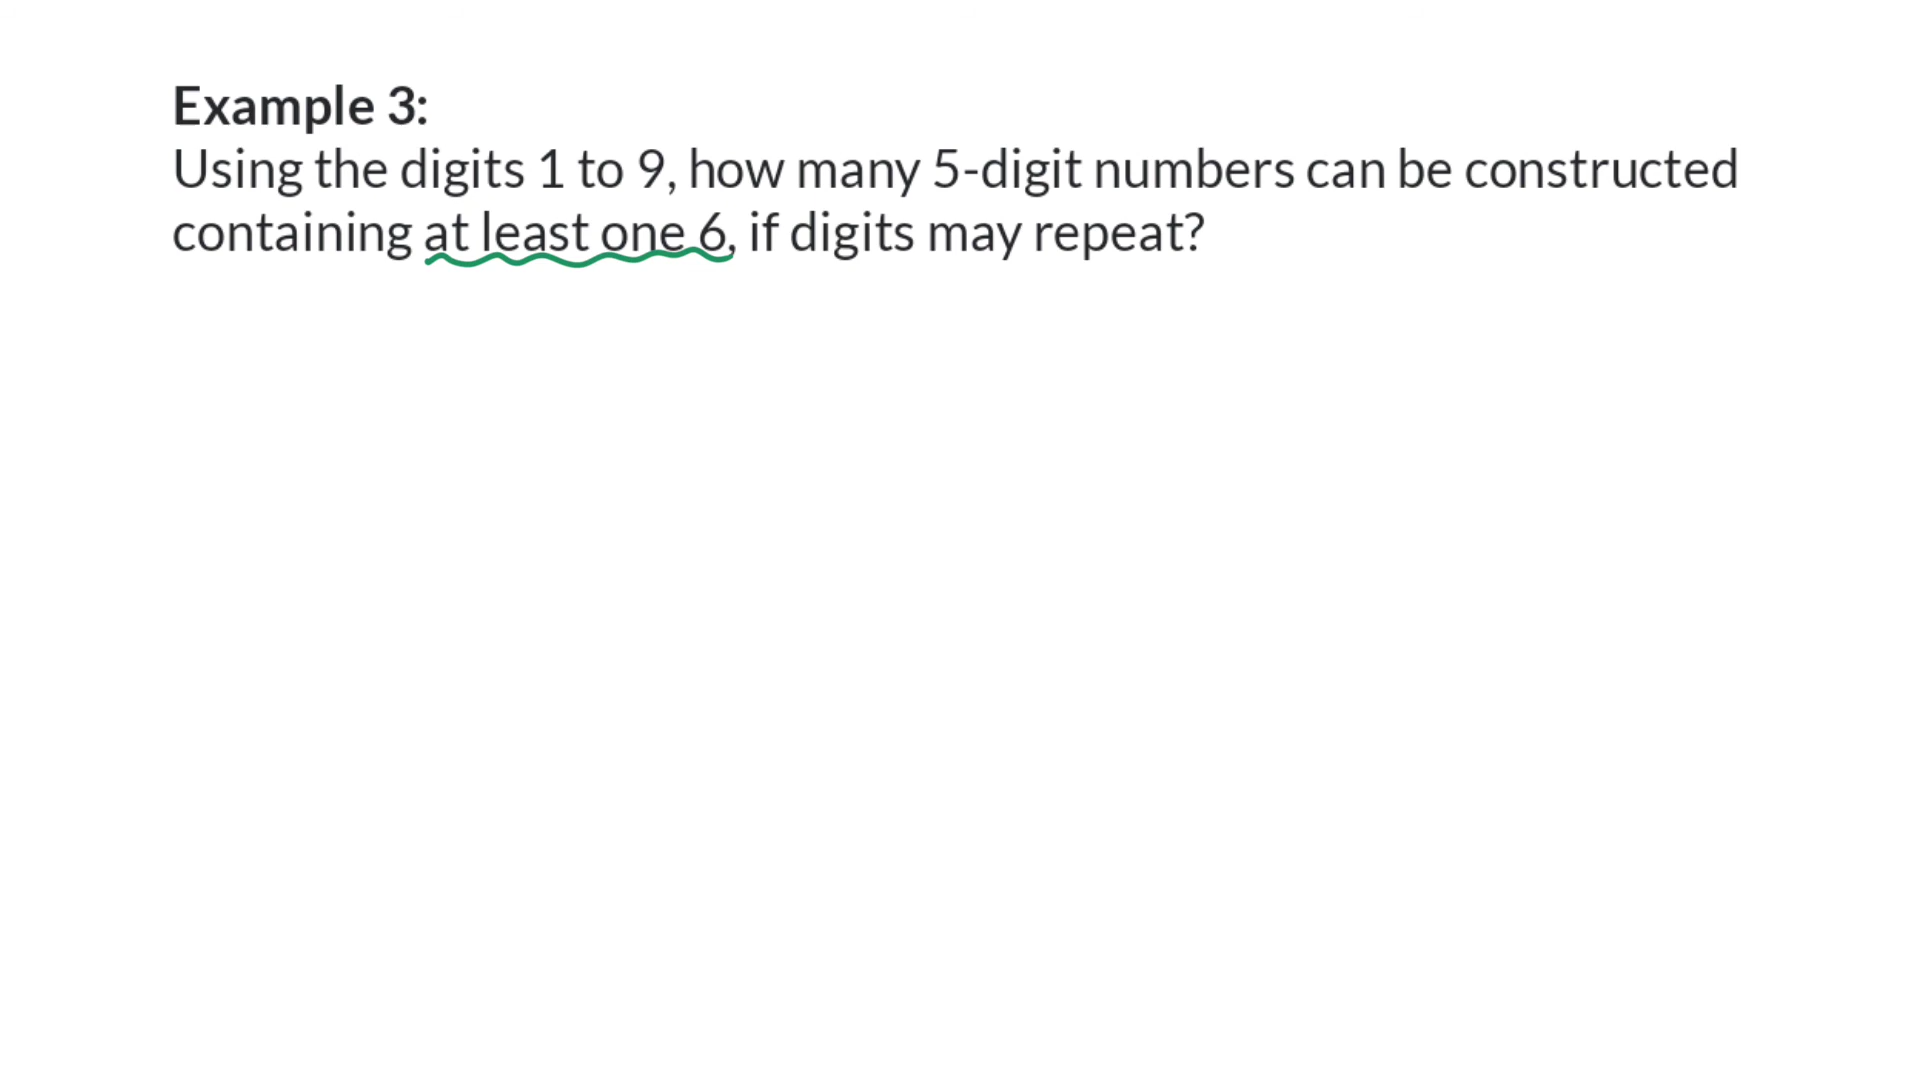 Example 3:
Using the digits 1 to 9, how many 5-digit numbers can be constructed
containing at least one 6, if digits may repeat?